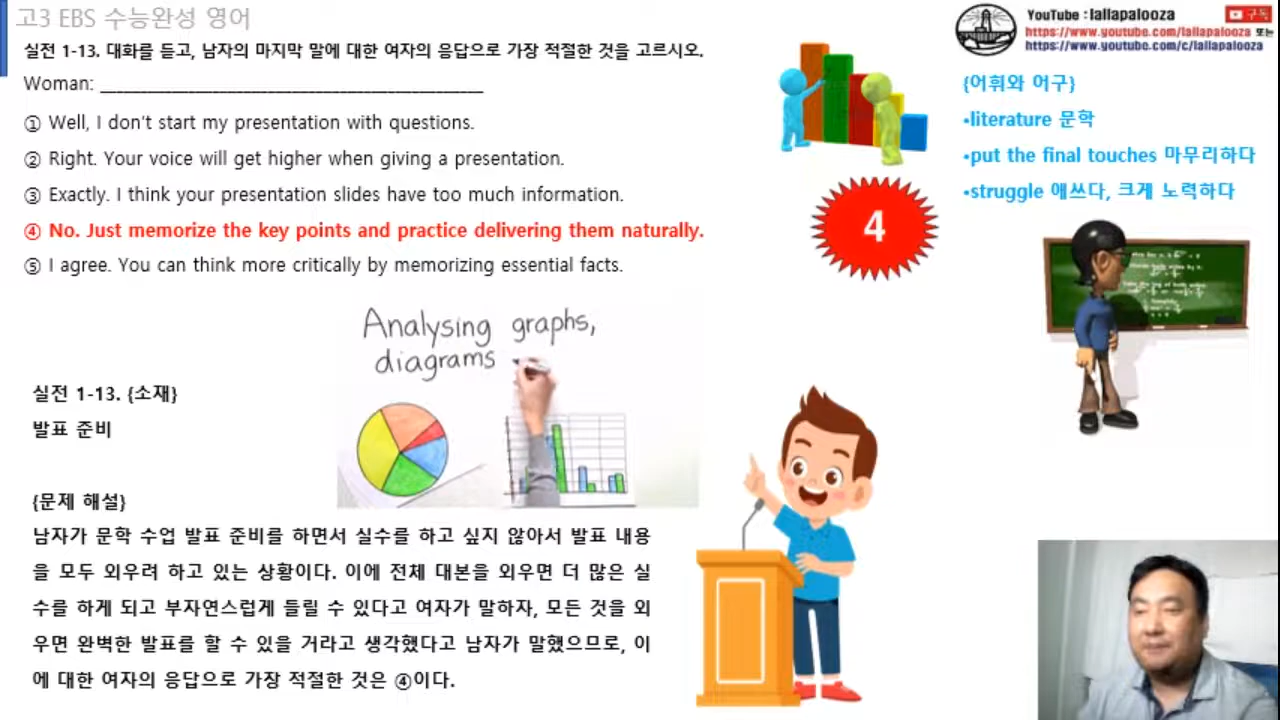 고3 EBS 수능완성 영어
실전 1-13. 대화를 듣고, 남자의 마지막 말에 대한 여자의 응답으로 가장 적절한 것을 고르시오.
Woman: ____________________________________________
① Well, I don't start my presentation with questions.
② Right. Your voice will get higher when giving a presentation.
③ Exactly. I think your presentation slides have too much information.
④ No. Just memorize the key points and practice delivering them naturally.
⑤ I agree. You can think more critically by memorizing essential facts.
4
YouTube : lallapalooza
구독
https://www.youtube.com/lallapalooza 또는
https://www.youtube.com/c/lallapalooza
{어휘와 어구}
•literature 문학
•put the final touches 마무리하다
•struggle 애쓰다, 크게 노력하다
Analysing graphs,
diagrams
실전 1-13. {소재}
발표 준비
{문제 해설}
남자가 문학 수업 발표 준비를 하면서 실수를 하고 싶지 않아서 발표 내용
을 모두 외우려 하고 있는 상황이다. 이에 전체 대본을 외우면 더 많은 실
수를 하게 되고 부자연스럽게 들릴 수 있다고 여자가 말하자, 모든 것을 외
우면 완벽한 발표를 할 수 있을 거라고 생각했다고 남자가 말했으므로, 이
에 대한 여자의 응답으로 가장 적절한 것은 ④이다.